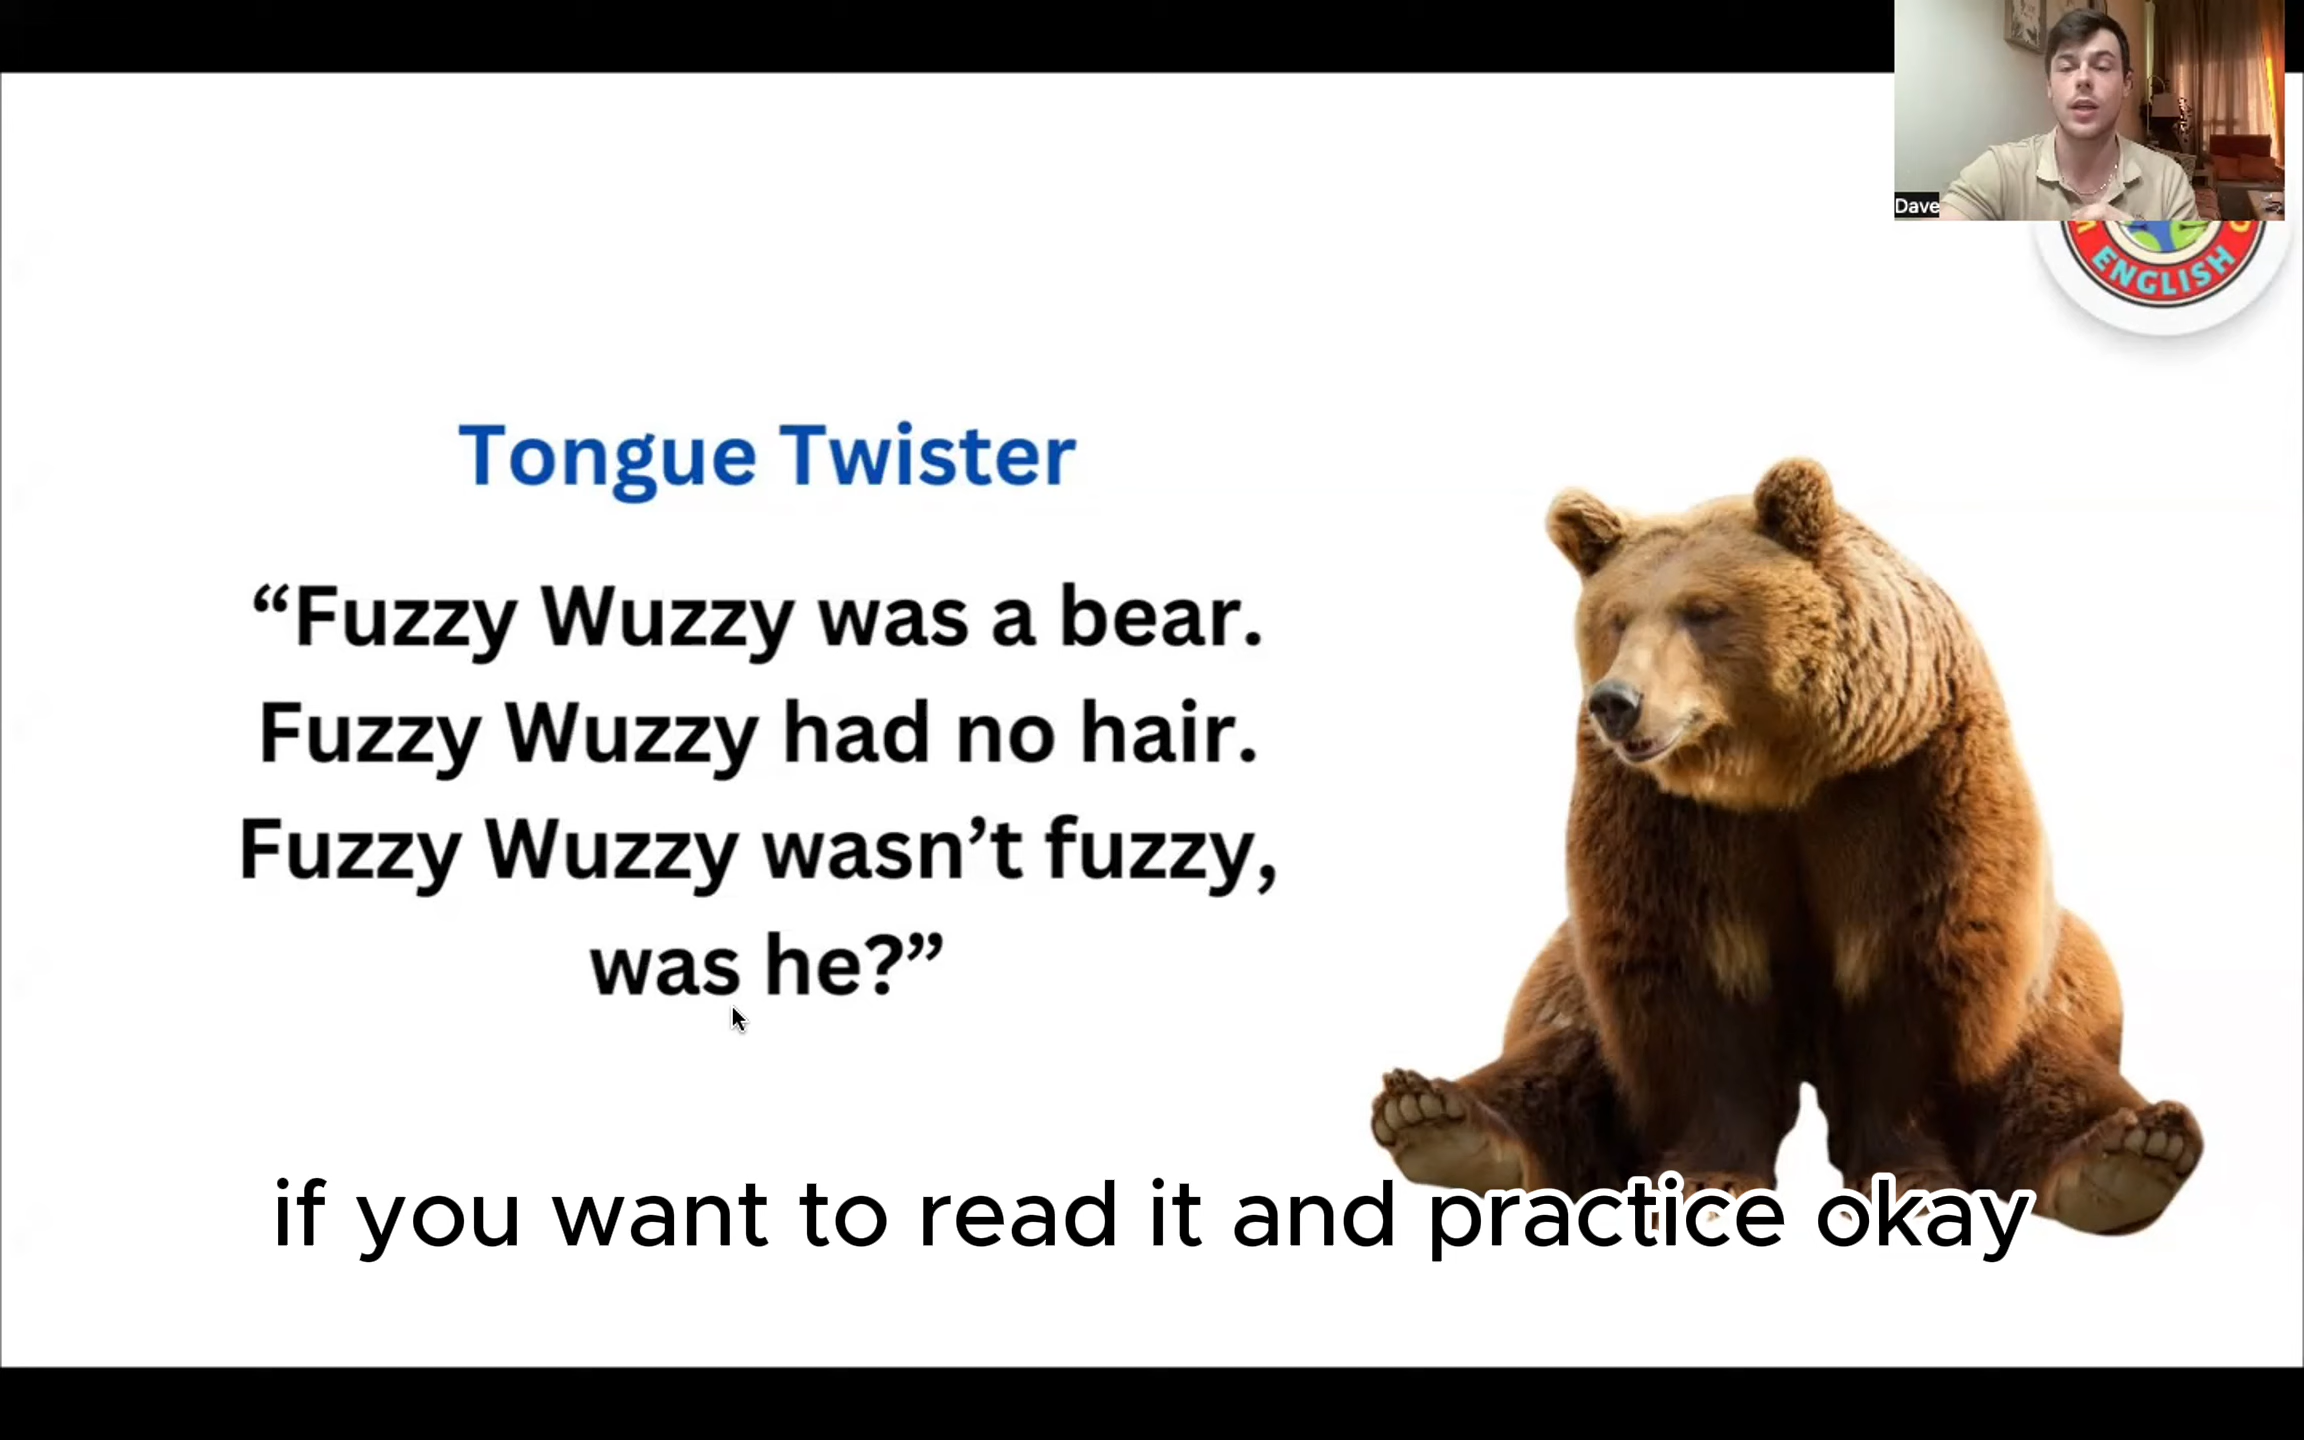 Dave
ENGLISH
Tongue Twister
“Fuzzy Wuzzy was a bear.
Fuzzy Wuzzy had no hair.
Fuzzy Wuzzy wasn’t fuzzy,
was he?”
if you want to read it and practice okay